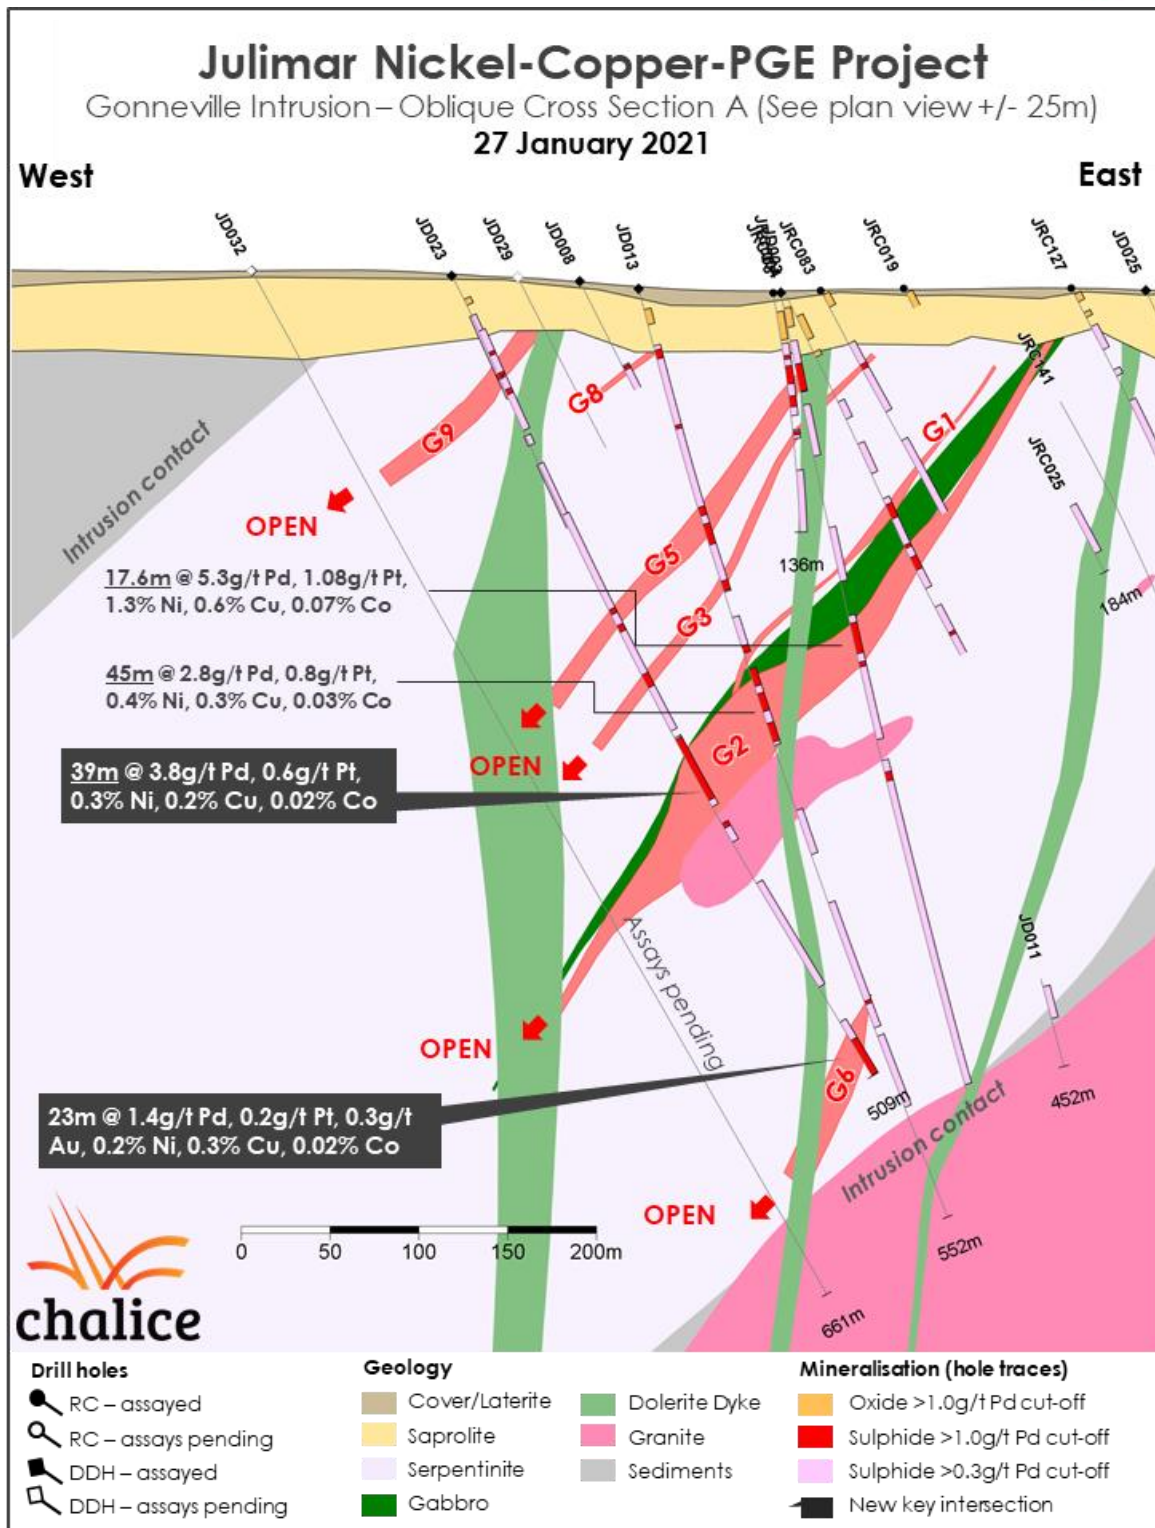 Julimar Nickel-Copper-PGE Project
Gonneville Intrusion – Oblique Cross Section A (See plan view +/- 25m)
27 January 2021
West
East
JD032
JD023
JD029
JD008
JD013
JRC083
JRC019
JRC127
JD025
JRC141
JRC025
G9
G8
G1
G5
G3
G2
G6
Intrusion contact
OPEN
136m
184m
17.6m @ 5.3g/t Pd, 1.08g/t Pt,
1.3% Ni, 0.6% Cu, 0.07% Co
45m @ 2.8g/t Pd, 0.8g/t Pt,
0.4% Ni, 0.3% Cu, 0.03% Co
OPEN
39m @ 3.8g/t Pd, 0.6g/t Pt,
0.3% Ni, 0.2% Cu, 0.02% Co
Assays pending
JD011
OPEN
509m
452m
23m @ 1.4g/t Pd, 0.2g/t Pt, 0.3g/t
Au, 0.2% Ni, 0.3% Cu, 0.02% Co
Intrusion contact
OPEN
552m
661m
0 50 100 150 200m
chalice
Drill holes
RC – assayed
RC – assays pending
DDH – assayed
DDH – assays pending
Geology
Cover/Laterite
Saprolite
Serpentinite
Gabbro
Dolerite Dyke
Granite
Sediments
Mineralisation (hole traces)
Oxide >1.0g/t Pd cut-off
Sulphide >1.0g/t Pd cut-off
Sulphide >0.3g/t Pd cut-off
New key intersection